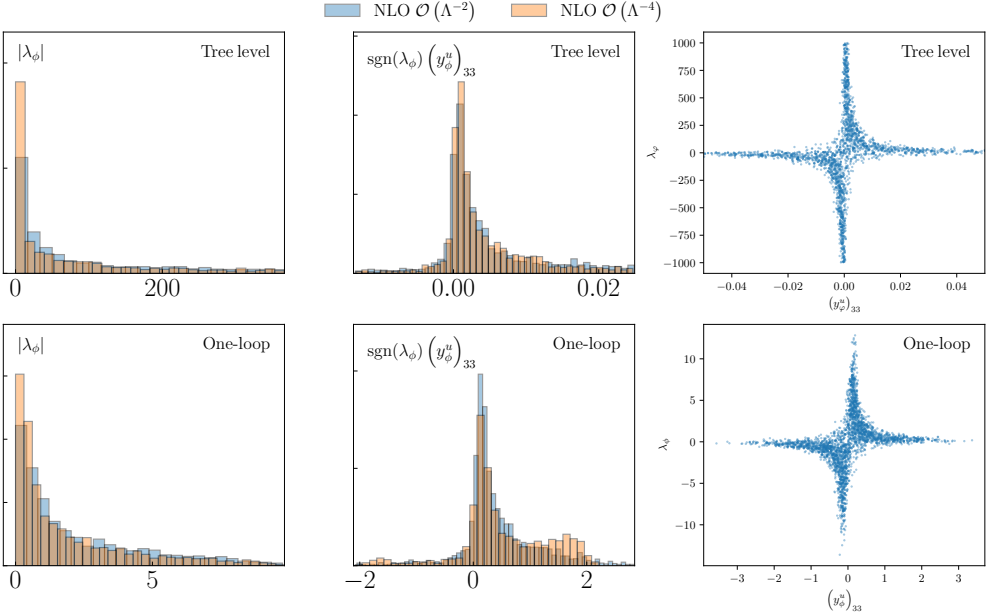 NLO 𝒪 (Λ⁻²) NLO 𝒪 (Λ⁻⁴)
|λ_ϕ| Tree level
0 200
sgn(λ_ϕ) (y^u_ϕ)_33 Tree level
0.00 0.02
Tree level
1000
750
500
250
0
−250
−500
−750
−1000
λ_φ
−0.04 −0.02 0.00 0.02 0.04
(y^u_φ)_33
|λ_ϕ| One-loop
0 5
sgn(λ_ϕ) (y^u_ϕ)_33 One-loop
−2 0 2
One-loop
10
5
0
−5
−10
λ_ϕ
−3 −2 −1 0 1 2 3
(y^u_ϕ)_33